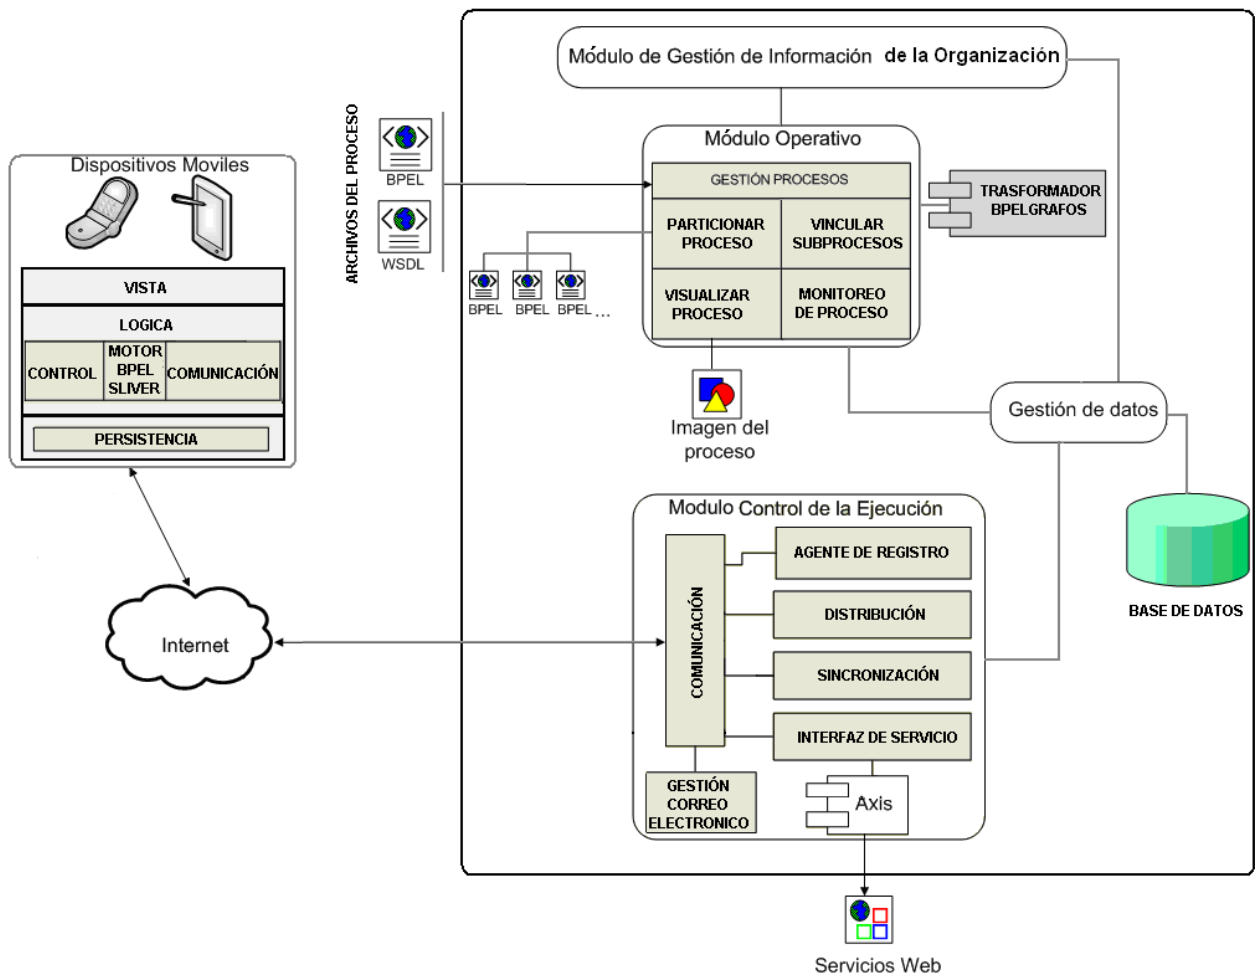 Módulo de Gestión de Información de la Organización
ARCHIVOS DEL PROCESO
BPEL
WSDL
Módulo Operativo
GESTIÓN PROCESOS
PARTICIONAR
PROCESO
VINCULAR
SUBPROCESOS
VISUALIZAR
PROCESO
MONITOREO
DE PROCESO
TRASFORMADOR
BPELGRAFOS
BPEL
BPEL
BPEL ...
Imagen del
proceso
Dispositivos Moviles
VISTA
LOGICA
CONTROL
MOTOR
BPEL
SLIVER
COMUNICACIÓN
PERSISTENCIA
Gestión de datos
BASE DE DATOS
Internet
Modulo Control de la Ejecución
COMUNICACIÓN
AGENTE DE REGISTRO
DISTRIBUCIÓN
SINCRONIZACIÓN
INTERFAZ DE SERVICIO
GESTIÓN
CORREO
ELECTRONICO
Axis
Servicios Web